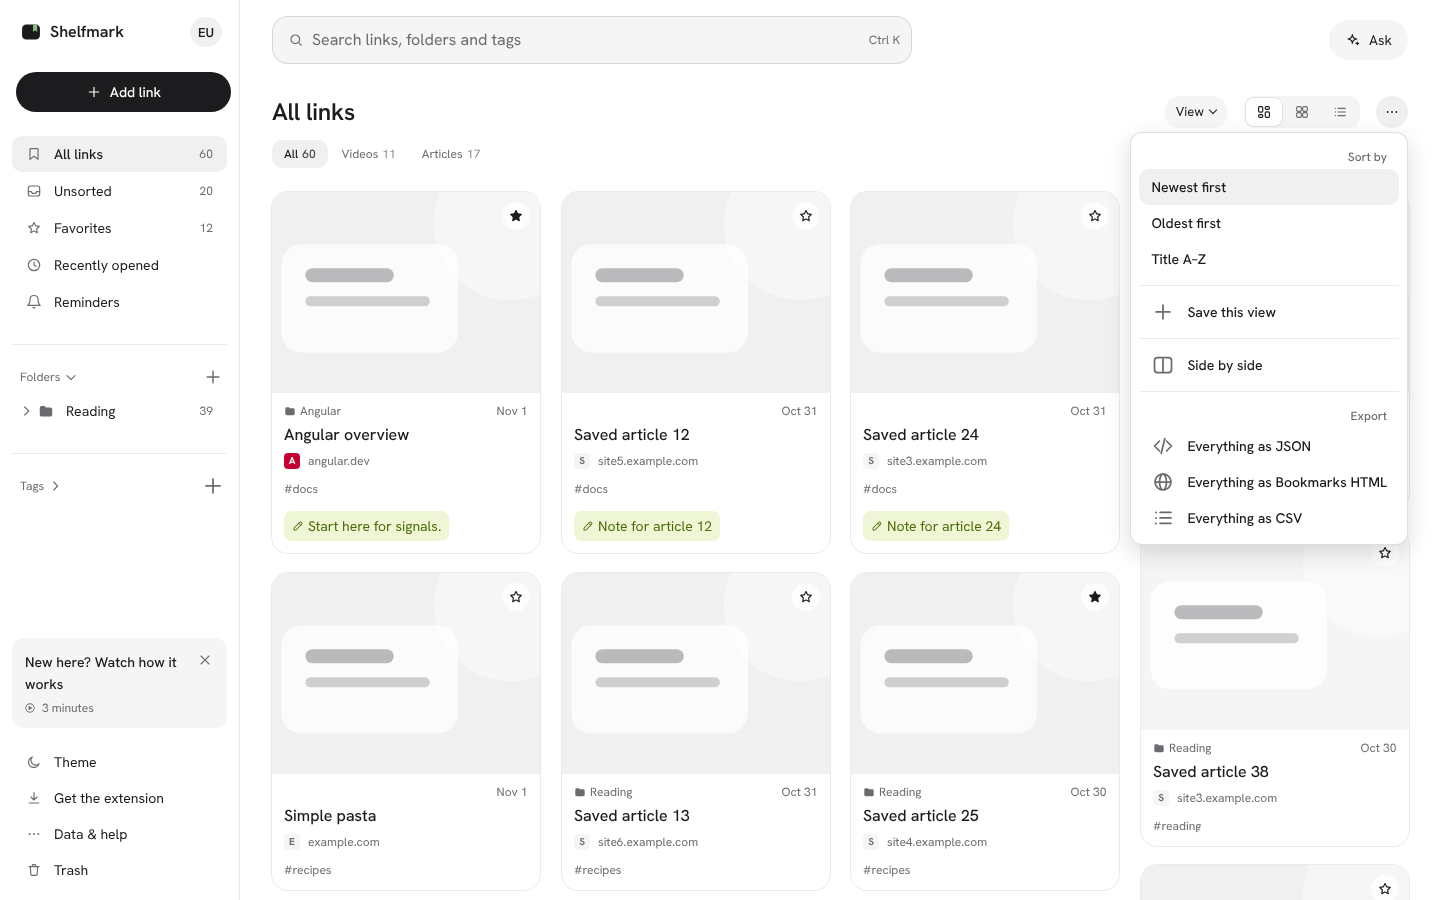 Shelfmark
EU
Add link
All links 60
Unsorted 20
Favorites 12
Recently opened
Reminders
Folders
Reading 39
Tags
New here? Watch how it
works
3 minutes
Theme
Get the extension
Data & help
Trash
Search links, folders and tags Ctrl K
Ask
All links
View
All 60 Videos 11 Articles 17
Sort by
Newest first
Oldest first
Title A–Z
Save this view
Side by side
Export
Everything as JSON
Everything as Bookmarks HTML
Everything as CSV
Angular Nov 1
Angular overview
A angular.dev
#docs
Start here for signals.
Oct 31
Saved article 12
S site5.example.com
#docs
Note for article 12
Oct 31
Saved article 24
S site3.example.com
#docs
Note for article 24
Nov 1
Simple pasta
E example.com
#recipes
Reading Oct 31
Saved article 13
S site6.example.com
#recipes
Reading Oct 30
Saved article 25
S site4.example.com
#recipes
Reading Oct 30
Saved article 38
S site3.example.com
#reading